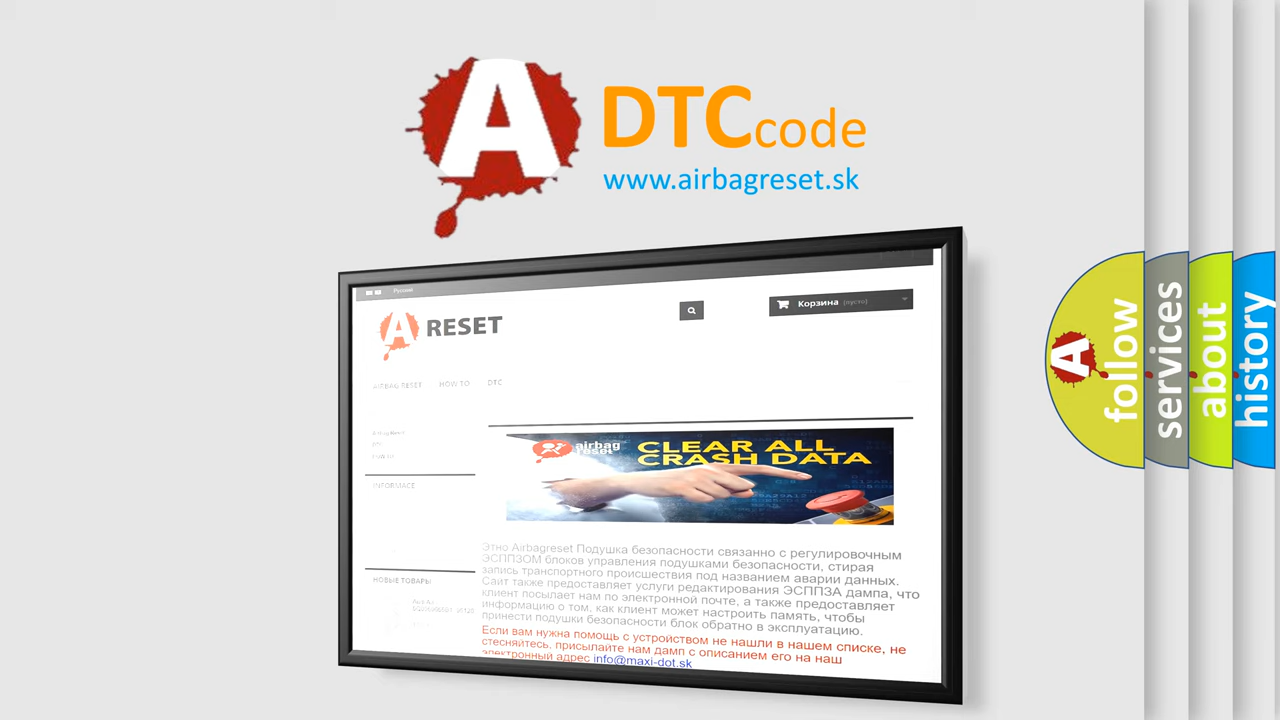 A DTCcode
www.airbagreset.sk
Русский
A RESET
Корзина (пусто)
AIRBAG RESET HOW TO DTC
INFORMACE
НОВЫЕ ТОВАРЫ
airbag
reset
CLEAR ALL
CRASH DATA
Этно Airbagreset Подушка безопасности связанно с регулировочным
ЭСППЗОМ блоков управления подушками безопасности, стирая
запись транспортного происшествия под названием аварии данных.
Сайт также предоставляет услуги редактирования ЭСППЗА дампа, что
клиент посылает нам по электронной почте, а также предоставляет
информацию о том, как клиент может настроить память, чтобы
принести подушки безопасности блок обратно в эксплуатацию.
Если вам нужна помощь с устройством не нашли в нашем списке, не
стесняйтесь, присылайте нам дамп с описанием его на наш
электронный адрес info@maxi-dot.sk
A
follow
services
about
history